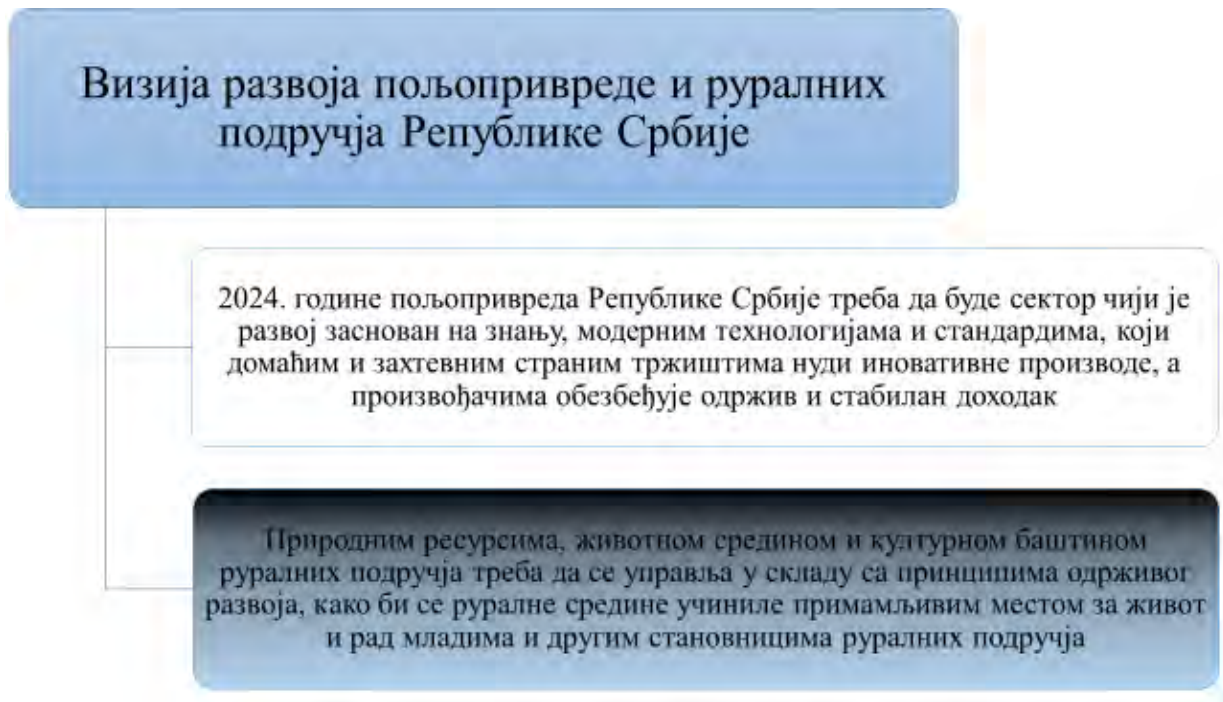 Визија развоја пољопривреде и руралних
подручја Републике Србије
2024. године пољопривреда Републике Србије треба да буде сектор чији је
развој заснован на знању, модерним технологијама и стандардима, који
домаћим и захтевним страним тржиштима нуди иновативне производе, а
произвођачима обезбеђује одржив и стабилан доходак
Природним ресурсима, животном средином и културном баштином
руралних подручја треба да се управља у складу са принципима одрживог
развоја, како би се руралне средине учиниле примамљивим местом за живот
и рад младима и другим становницима руралних подручја